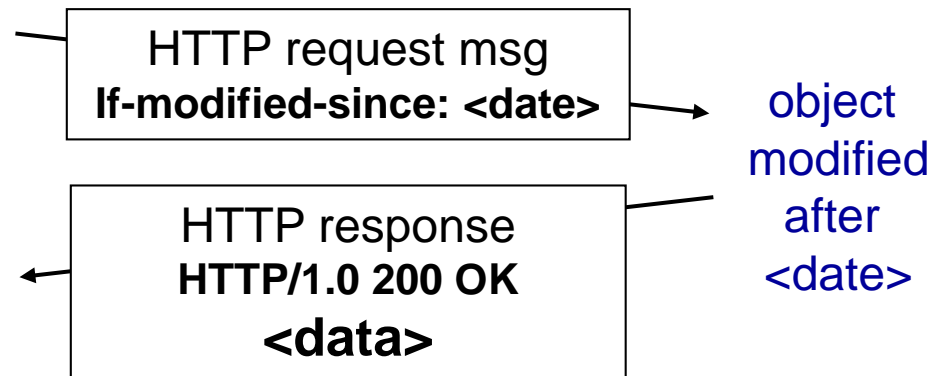 HTTP request msg
If-modified-since: <date>
object
modified
after
<date>
HTTP response
HTTP/1.0 200 OK
<data>